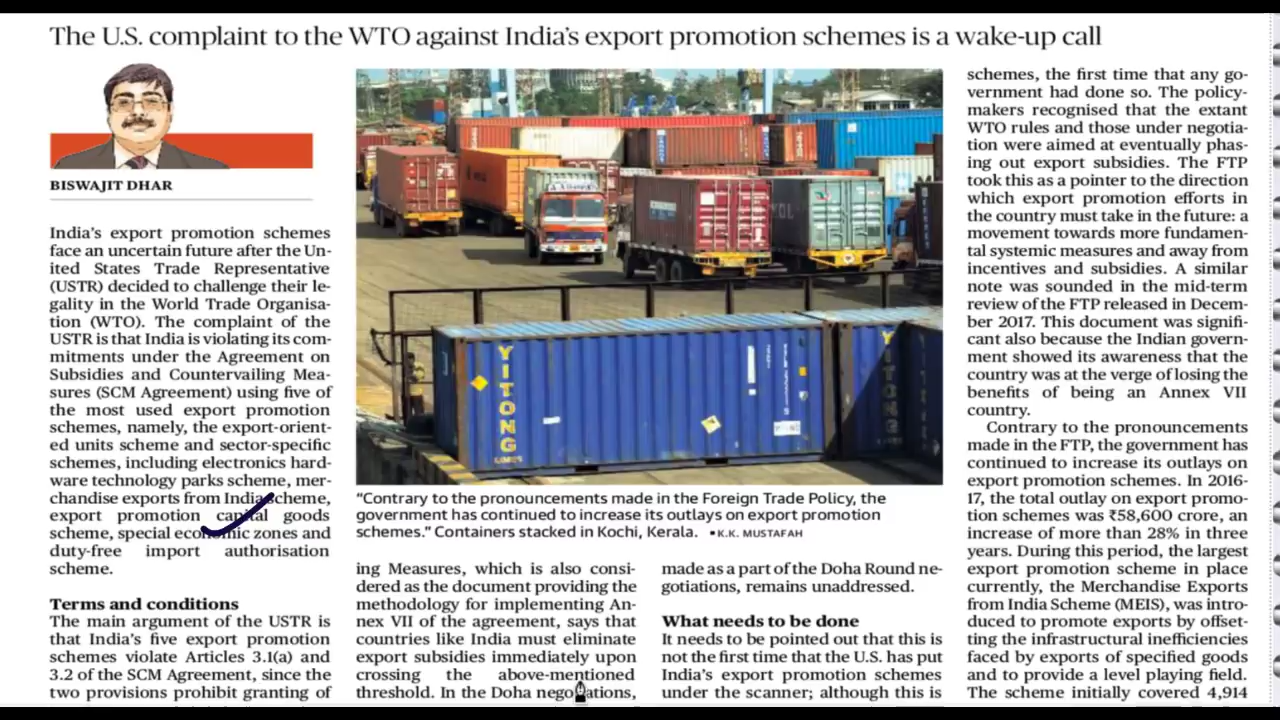 The U.S. complaint to the WTO against India's export promotion schemes is a wake-up call
BISWAJIT DHAR
India's export promotion schemes
face an uncertain future after the Un-
ited States Trade Representative
(USTR) decided to challenge their le-
gality in the World Trade Organisa-
tion (WTO). The complaint of the
USTR is that India is violating its com-
mitments under the Agreement on
Subsidies and Countervailing Mea-
sures (SCM Agreement) using five of
the most used export promotion
schemes, namely, the export-orient-
ed units scheme and sector-specific
schemes, including electronics hard-
ware technology parks scheme, mer-
chandise exports from India scheme,
export promotion capital goods
scheme, special economic zones and
duty-free import authorisation
scheme.
Terms and conditions
The main argument of the USTR is
that India's five export promotion
schemes violate Articles 3.1(a) and
3.2 of the SCM Agreement, since the
two provisions prohibit granting of
YITONG
YITONG
"Contrary to the pronouncements made in the Foreign Trade Policy, the
government has continued to increase its outlays on export promotion
schemes." Containers stacked in Kochi, Kerala. • K.K. MUSTAFAH
ing Measures, which is also consi-
dered as the document providing the
methodology for implementing An-
nex VII of the agreement, says that
countries like India must eliminate
export subsidies immediately upon
crossing the above-mentioned
threshold. In the Doha negotiations,
made as a part of the Doha Round ne-
gotiations, remains unaddressed.
What needs to be done
It needs to be pointed out that this is
not the first time that the U.S. has put
India's export promotion schemes
under the scanner; although this is
schemes, the first time that any go-
vernment had done so. The policy-
makers recognised that the extant
WTO rules and those under negotia-
tion were aimed at eventually phas-
ing out export subsidies. The FTP
took this as a pointer to the direction
which export promotion efforts in
the country must take in the future: a
movement towards more fundamen-
tal systemic measures and away from
incentives and subsidies. A similar
note was sounded in the mid-term
review of the FTP released in Decem-
ber 2017. This document was signifi-
cant also because the Indian govern-
ment showed its awareness that the
country was at the verge of losing the
benefits of being an Annex VII
country.
Contrary to the pronouncements
made in the FTP, the government has
continued to increase its outlays on
export promotion schemes. In 2016-
17, the total outlay on export promo-
tion schemes was ₹58,600 crore, an
increase of more than 28% in three
years. During this period, the largest
export promotion scheme in place
currently, the Merchandise Exports
from India Scheme (MEIS), was intro-
duced to promote exports by offset-
ting the infrastructural inefficiencies
faced by exports of specified goods
and to provide a level playing field.
The scheme initially covered 4,914